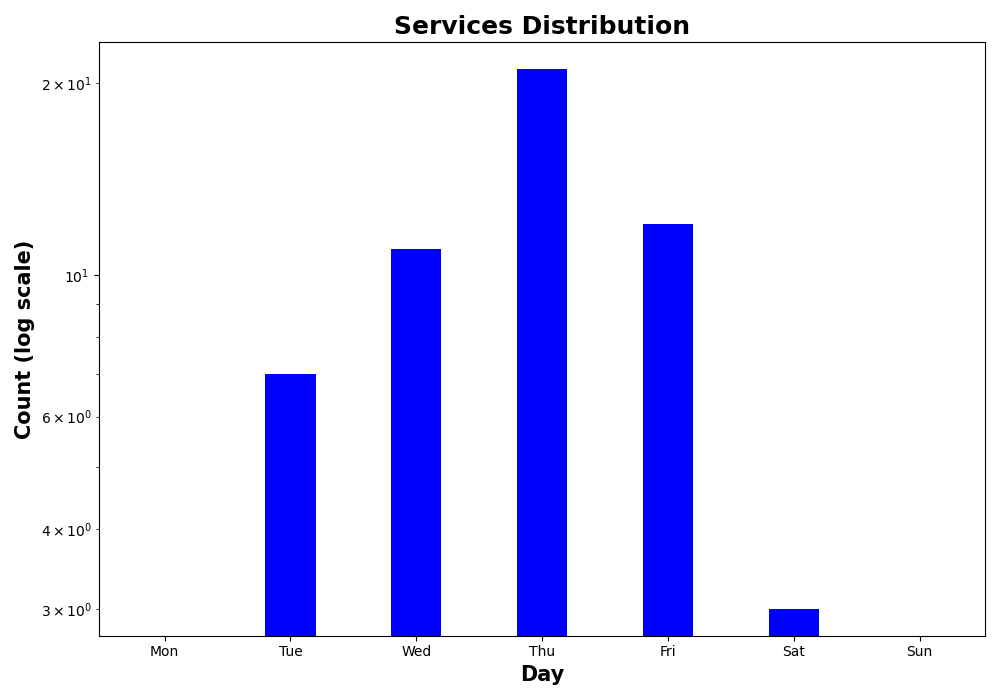 Services Distribution
Count (log scale)
2 × 10¹
10¹
6 × 10⁰
4 × 10⁰
3 × 10⁰
Mon Tue Wed Thu Fri Sat Sun
Day